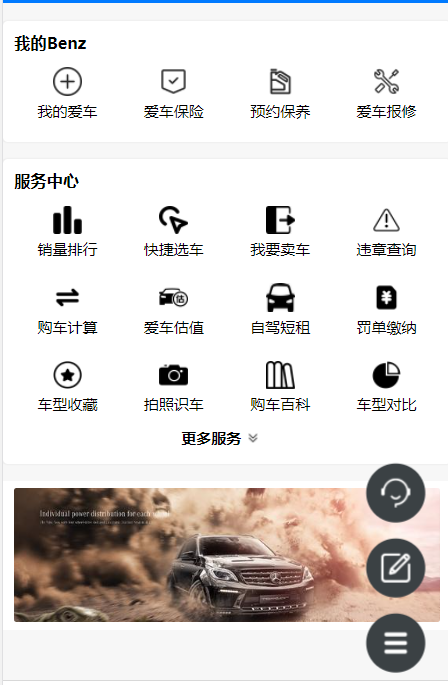 我的Benz
我的爱车 爱车保险 预约保养 爱车报修
服务中心
销量排行 快捷选车 我要卖车 违章查询
估
¥
购车计算 爱车估值 自驾短租 罚单缴纳
车型收藏 拍照识车 购车百科 车型对比
更多服务
Individual power distribution for each wheel